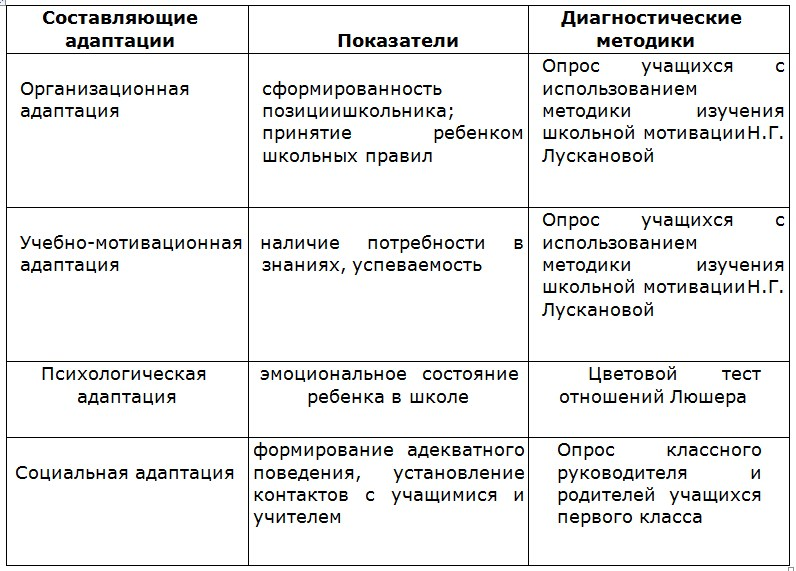 Составляющие адаптации
Показатели
Диагностические методики
Организационная адаптация
сформированность
позициишкольника;
принятие ребенком
школьных правил
Опрос учащихся с
использованием
методики изучения
школьной мотивацииН.Г.
Лускановой
Учебно-мотивационная
адаптация
наличие потребности в
знаниях, успеваемость
Опрос учащихся с
использованием
методики изучения
школьной мотивацииН.Г.
Лускановой
Психологическая
адаптация
эмоциональное состояние
ребенка в школе
Цветовой тест
отношений Люшера
Социальная адаптация
формирование адекватного
поведения, установление
контактов с учащимися и
учителем
Опрос классного
руководителя и
родителей учащихся
первого класса